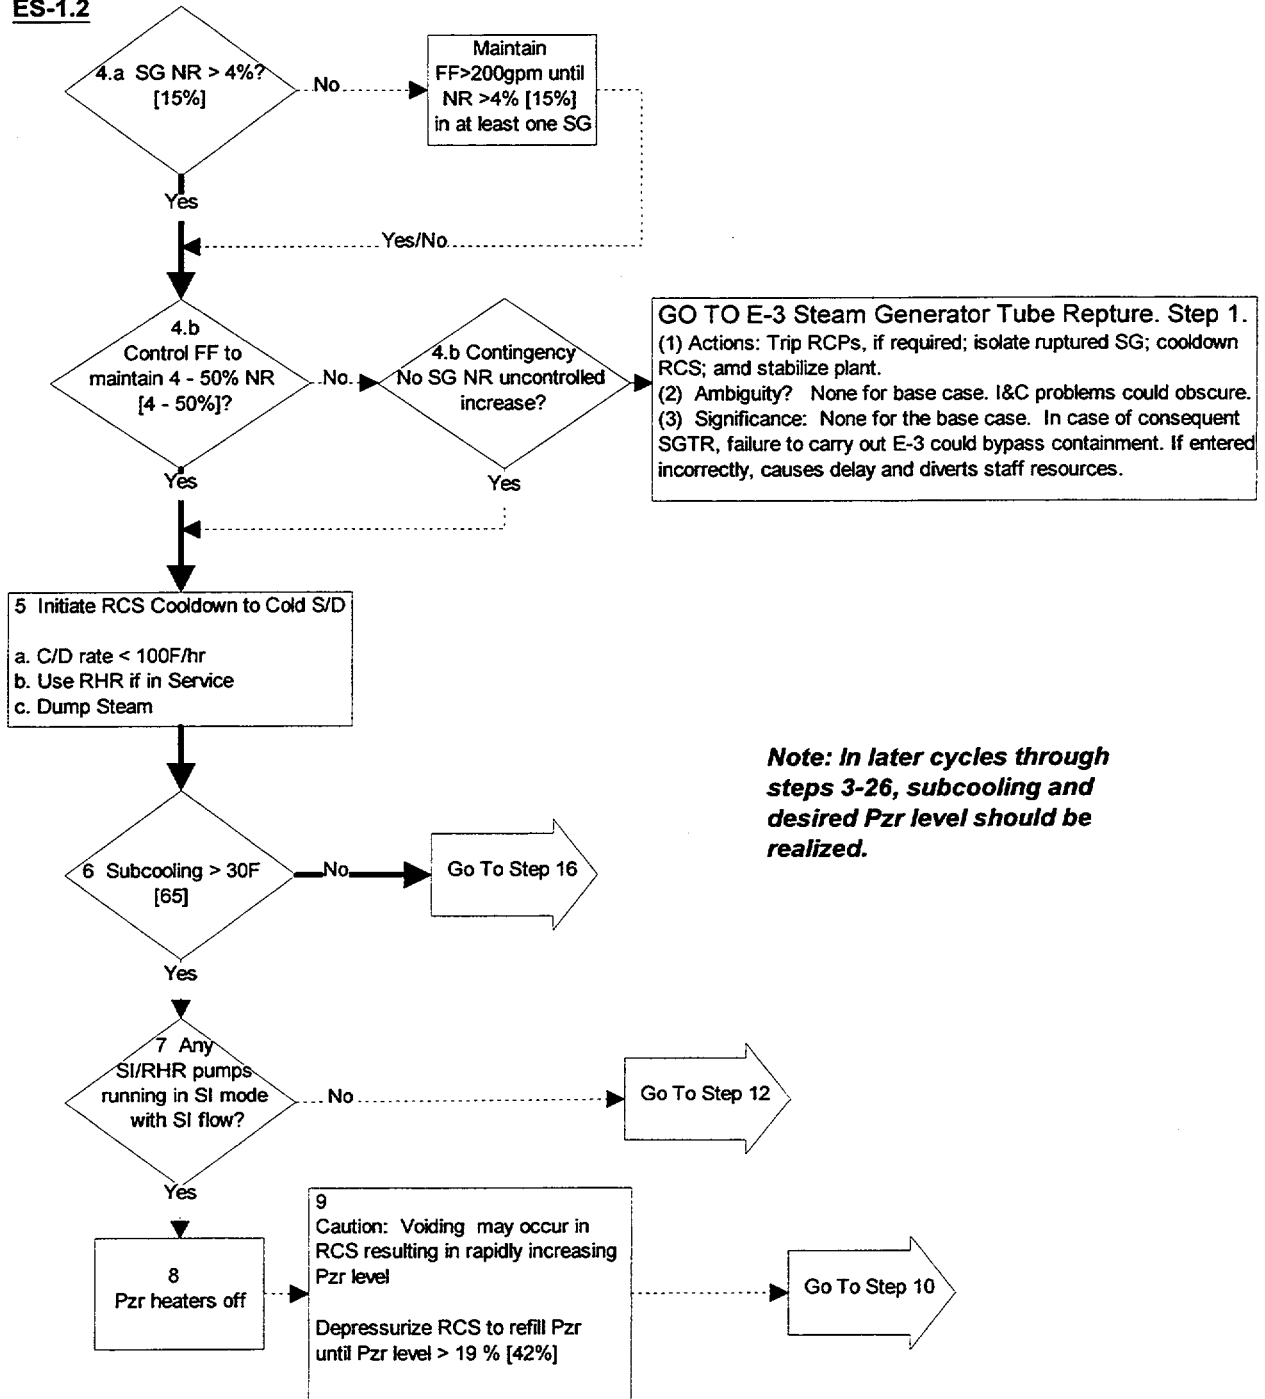 ES-1.2
4.a SG NR > 4%?
[15%]
No
Maintain
FF>200gpm until
NR >4% [15%]
in at least one SG
Yes
Yes/No
4.b
Control FF to
maintain 4 - 50% NR
[4 - 50%]?
No
4.b Contingency
No SG NR uncontrolled
increase?
GO TO E-3 Steam Generator Tube Repture. Step 1.
(1) Actions: Trip RCPs, if required; isolate ruptured SG; cooldown
RCS; amd stabilize plant.
(2) Ambiguity? None for base case. I&C problems could obscure.
(3) Significance: None for the base case. In case of consequent
SGTR, failure to carry out E-3 could bypass containment. If entered
incorrectly, causes delay and diverts staff resources.
Yes
Yes
5 Initiate RCS Cooldown to Cold S/D
a. C/D rate < 100F/hr
b. Use RHR if in Service
c. Dump Steam
Note: In later cycles through
steps 3-26, subcooling and
desired Pzr level should be
realized.
6 Subcooling > 30F
[65]
No
Go To Step 16
Yes
7 Any
SI/RHR pumps
running in SI mode
with SI flow?
No
Go To Step 12
Yes
8
Pzr heaters off
9
Caution: Voiding may occur in
RCS resulting in rapidly increasing
Pzr level
Depressurize RCS to refill Pzr
until Pzr level > 19 % [42%]
Go To Step 10